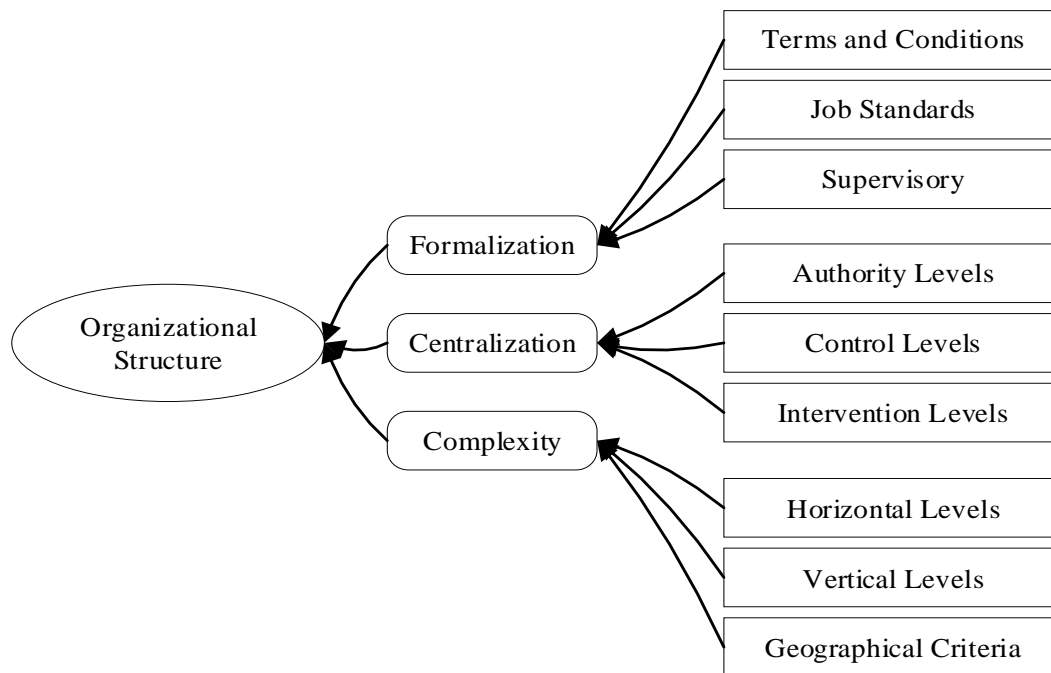 Terms and Conditions
Job Standards
Supervisory
Formalization
Authority Levels
Organizational
Structure
Centralization
Control Levels
Intervention Levels
Complexity
Horizontal Levels
Vertical Levels
Geographical Criteria